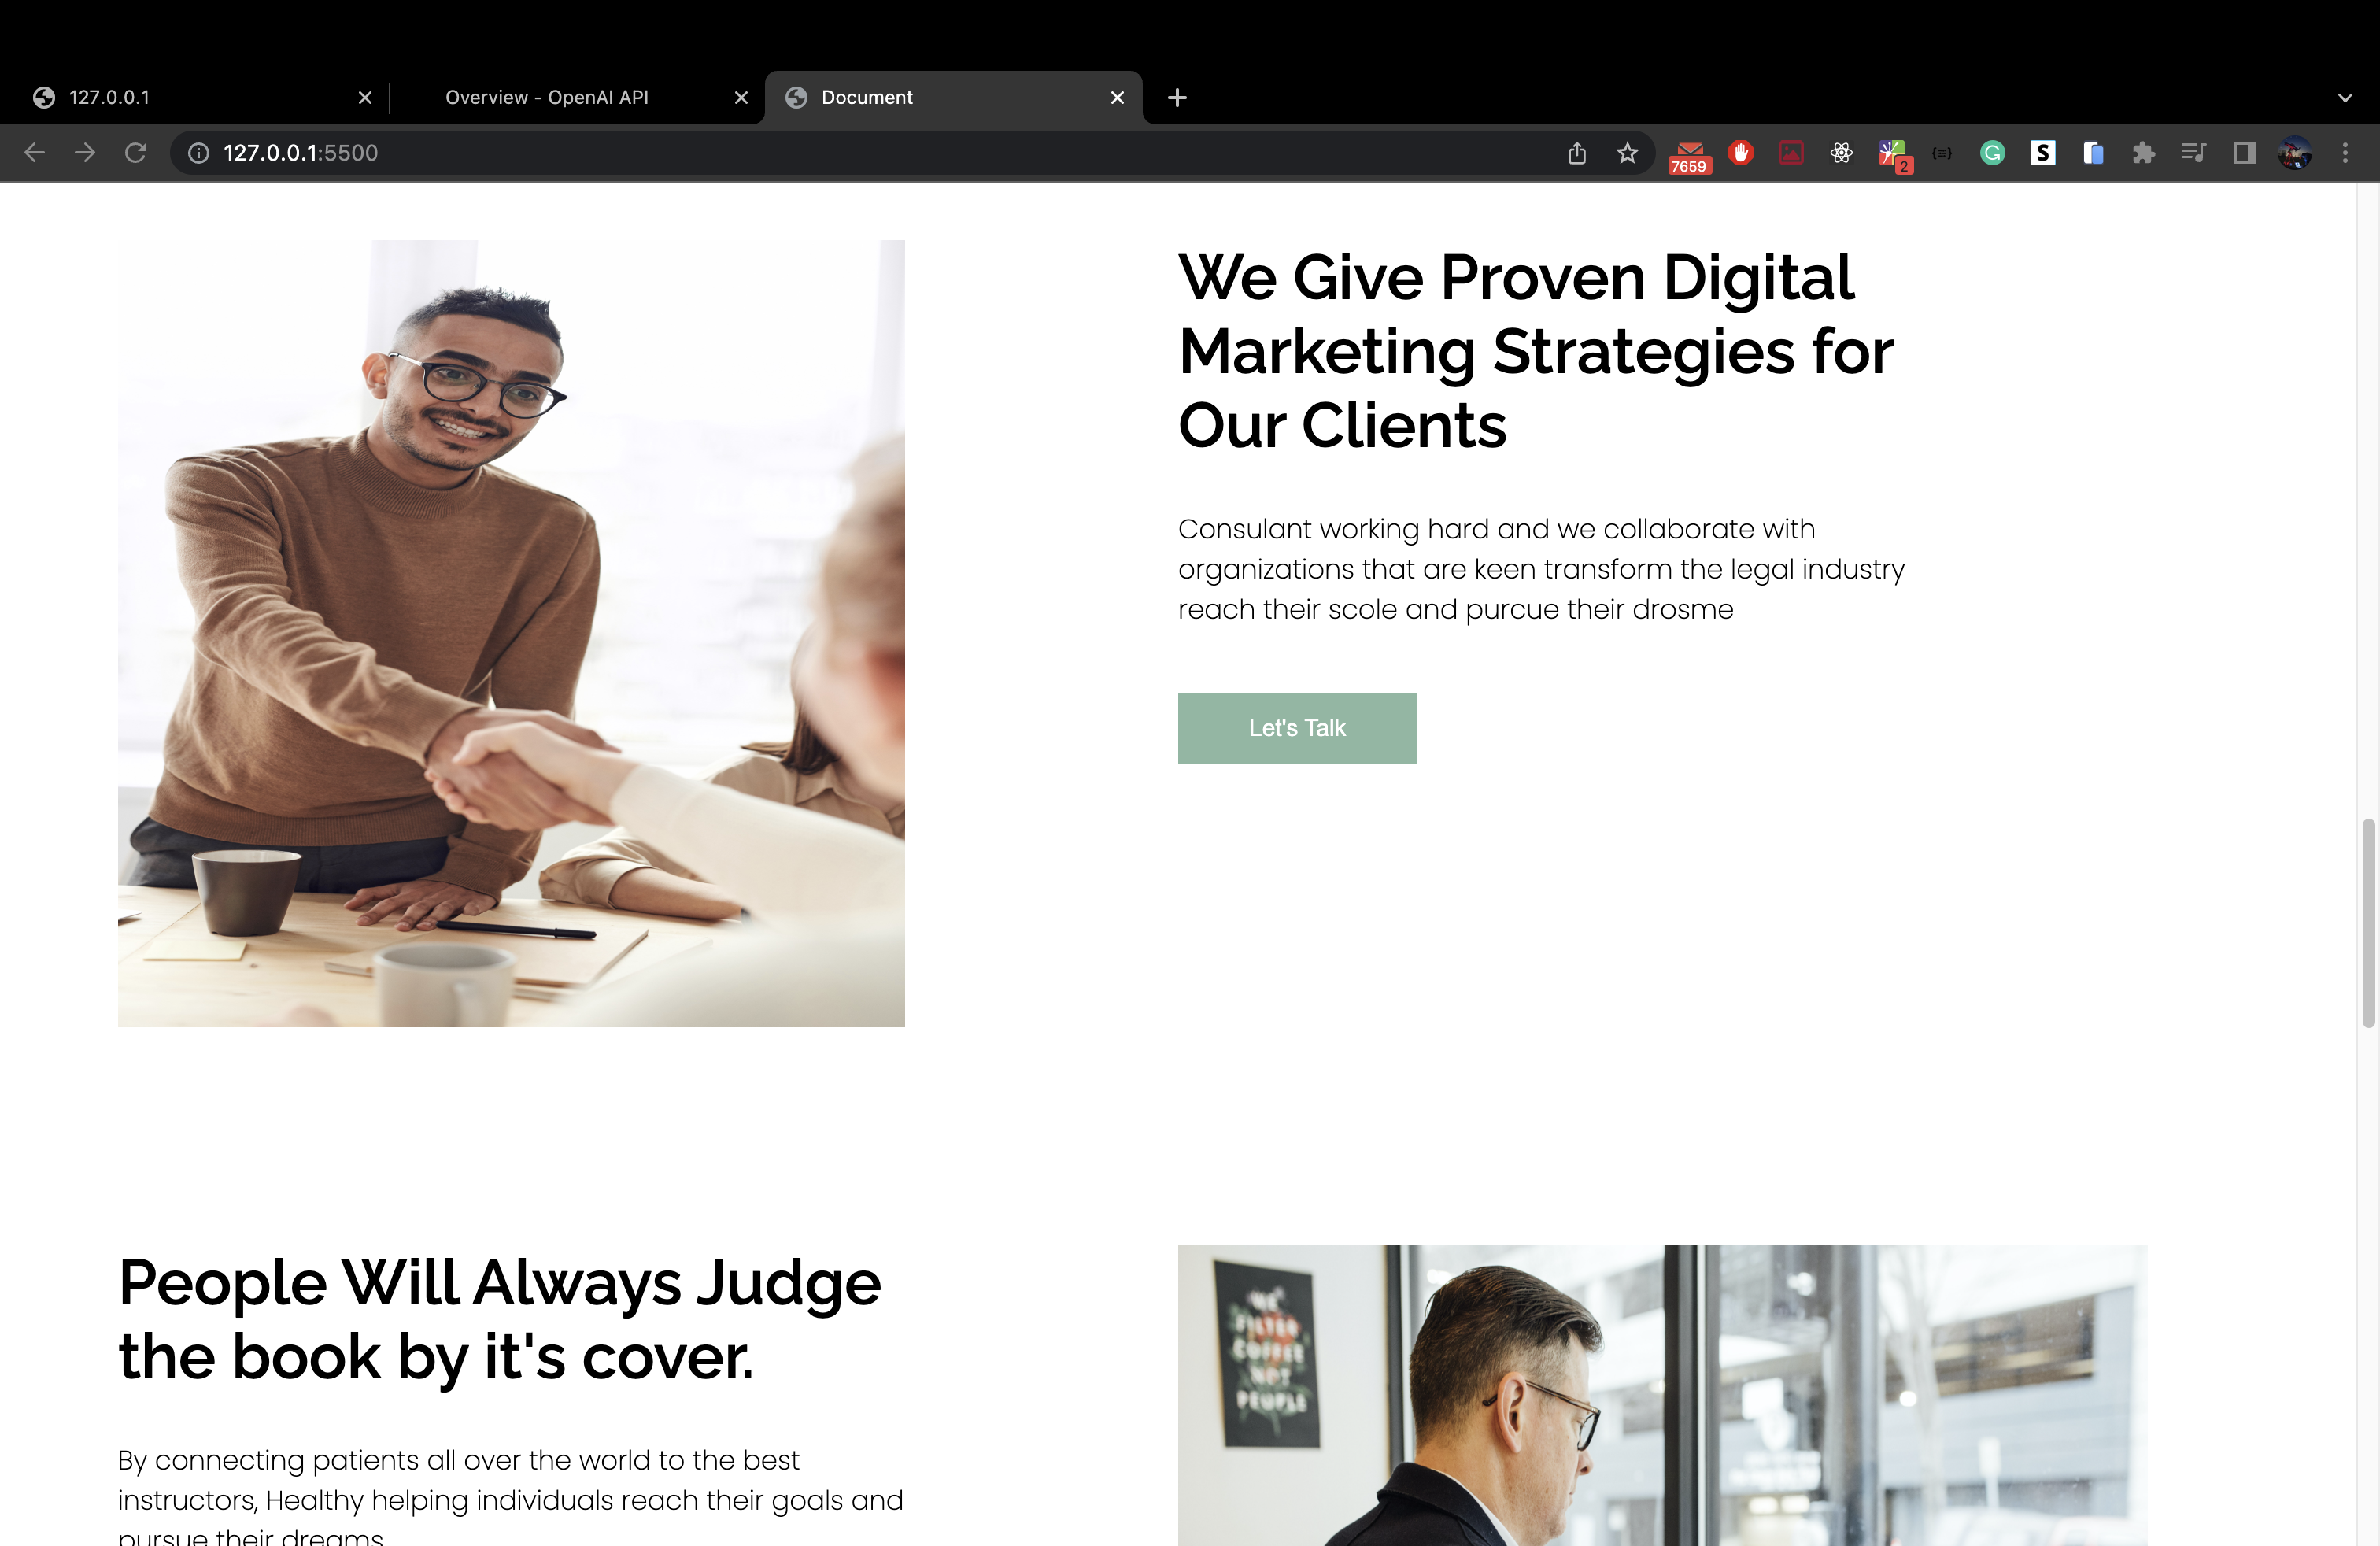 127.0.0.1
Overview - OpenAI API
Document
127.0.0.1:5500
7659
2
{≡}
G
S
We Give Proven Digital
Marketing Strategies for
Our Clients
Consulant working hard and we collaborate with
organizations that are keen transform the legal industry
reach their scole and purcue their drosme
Let's Talk
People Will Always Judge
the book by it's cover.
WE
FILTER
COFFEE
NOT
PEOPLE
By connecting patients all over the world to the best
instructors, Healthy helping individuals reach their goals and
pursue their dreams